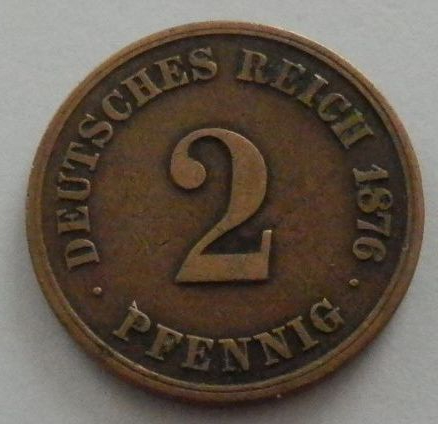 DEUTSCHES REICH 1876
2
· PFENNIG ·